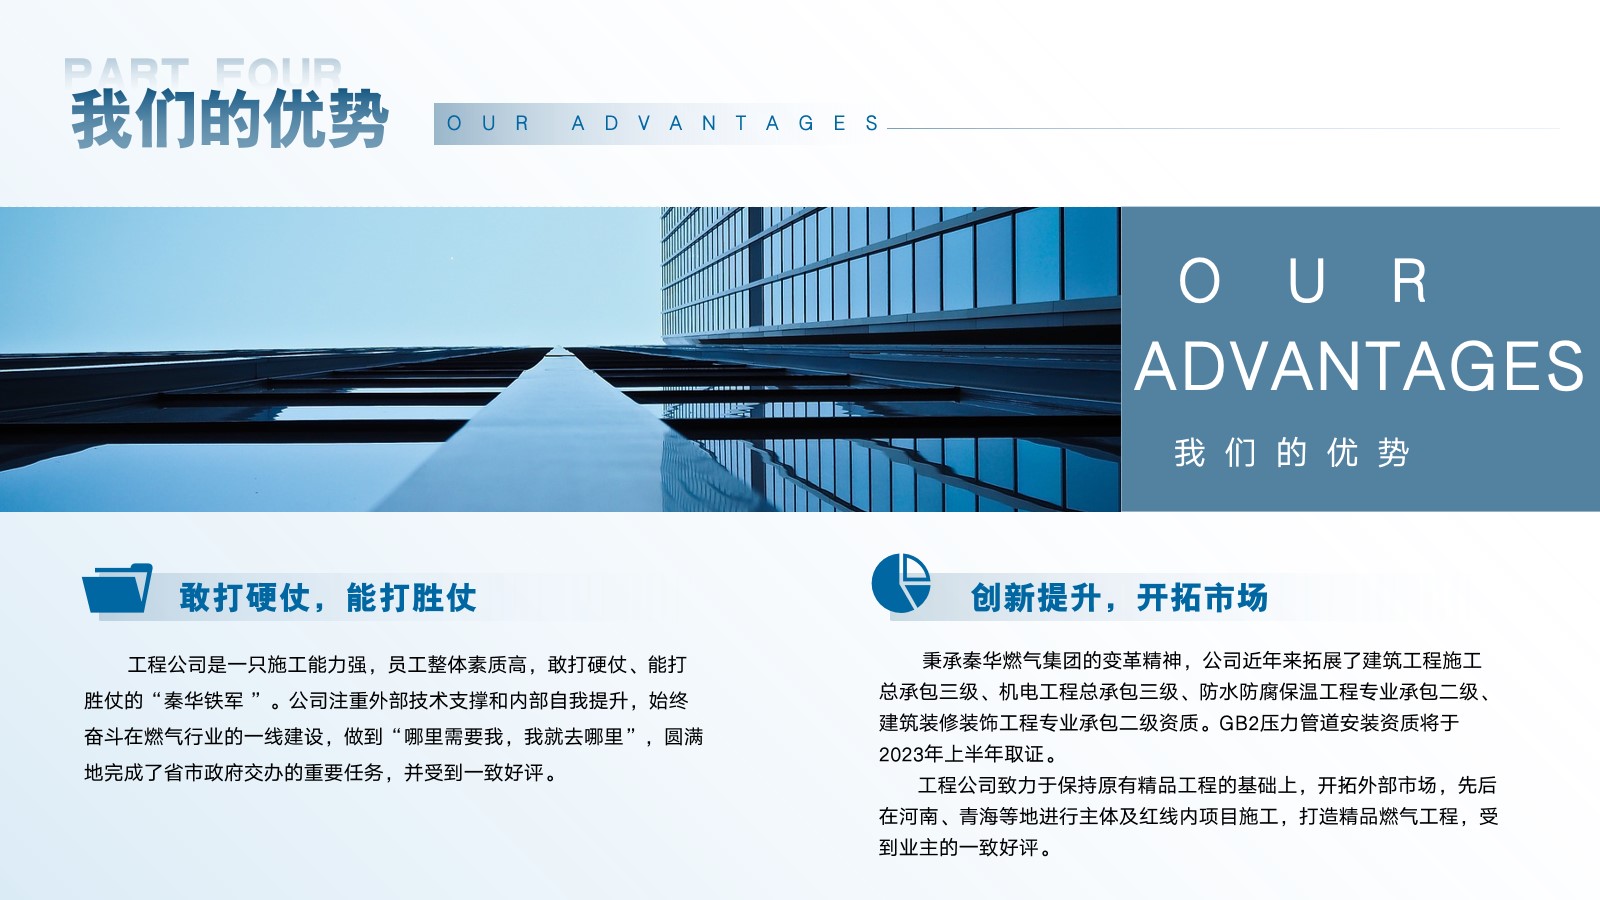 PART FOUR
我们的优势
OUR ADVANTAGES
OUR
ADVANTAGES
我们的优势
敢打硬仗，能打胜仗
工程公司是一只施工能力强，员工整体素质高，敢打硬仗、能打
胜仗的“秦华铁军 ”。公司注重外部技术支撑和内部自我提升，始终
奋斗在燃气行业的一线建设，做到“哪里需要我，我就去哪里”，圆满
地完成了省市政府交办的重要任务，并受到一致好评。
创新提升，开拓市场
秉承秦华燃气集团的变革精神，公司近年来拓展了建筑工程施工
总承包三级、机电工程总承包三级、防水防腐保温工程专业承包二级、
建筑装修装饰工程专业承包二级资质。GB2压力管道安装资质将于
2023年上半年取证。
工程公司致力于保持原有精品工程的基础上，开拓外部市场，先后
在河南、青海等地进行主体及红线内项目施工，打造精品燃气工程，受
到业主的一致好评。